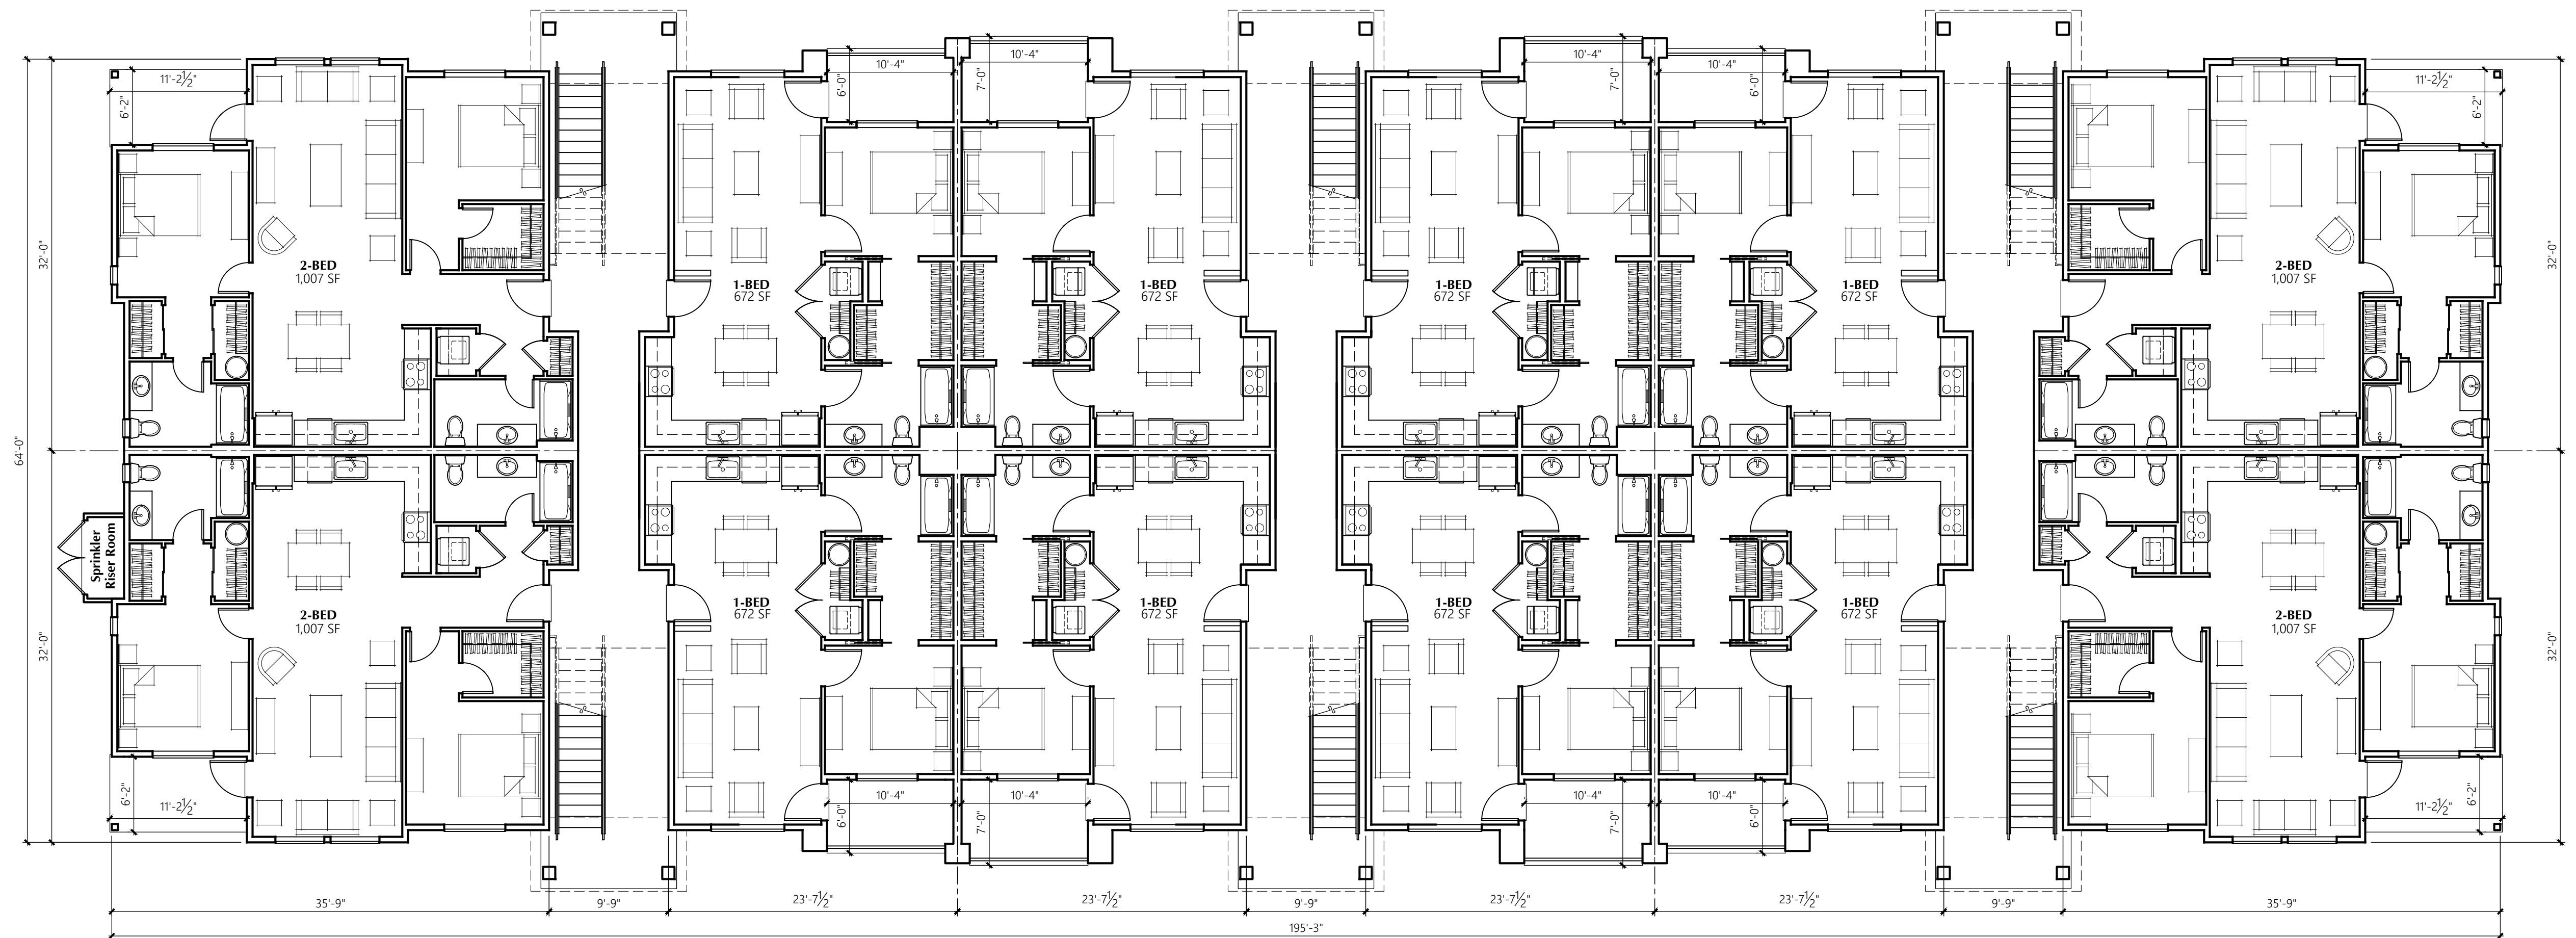 10'-4"
10'-4"
10'-4"
10'-4"
11'-2½"
6'-2"
6'-0"
7'-0"
7'-0"
6'-0"
11'-2½"
6'-2"
32'-0"
32'-0"
2-BED
1,007 SF
1-BED
672 SF
1-BED
672 SF
1-BED
672 SF
1-BED
672 SF
2-BED
1,007 SF
64'-0"
Sprinkler
Riser Room
2-BED
1,007 SF
1-BED
672 SF
1-BED
672 SF
1-BED
672 SF
1-BED
672 SF
2-BED
1,007 SF
32'-0"
32'-0"
6'-2"
11'-2½"
10'-4"
6'-0"
10'-4"
7'-0"
10'-4"
7'-0"
10'-4"
6'-0"
11'-2½"
6'-2"
35'-9"
9'-9"
23'-7½"
23'-7½"
9'-9"
23'-7½"
23'-7½"
9'-9"
35'-9"
195'-3"